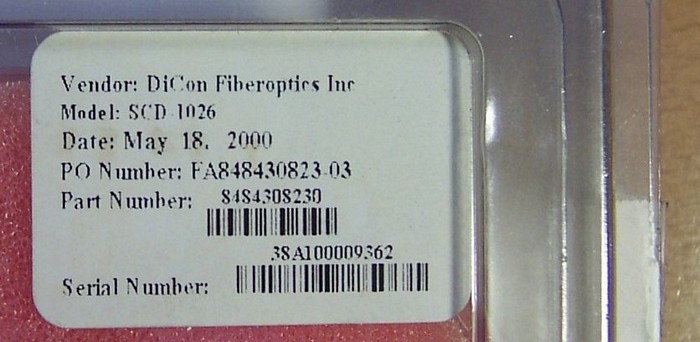 Vendor: DiCon Fiberoptics Inc
Model: SCD-1026
Date: May 18, 2000
PO Number: FA848430823-03
Part Number: 8484308230
38A100009362
Serial Number: